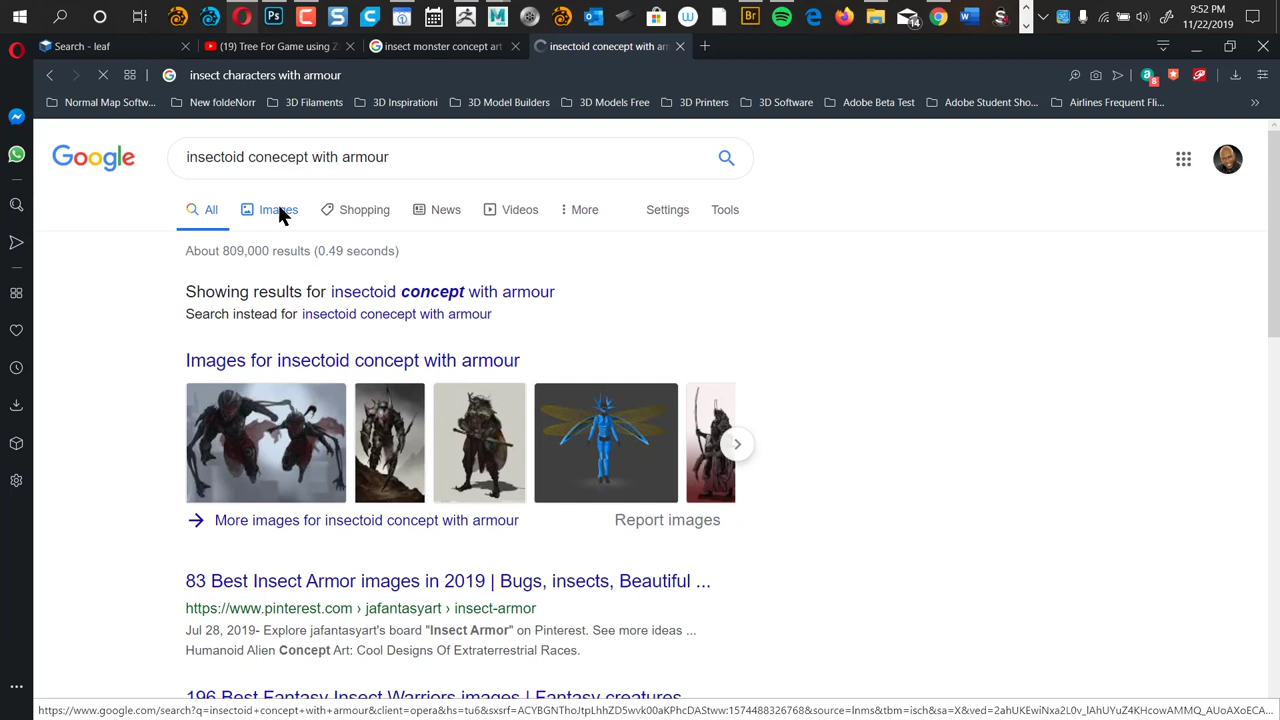 9:52 PM
11/22/2019
Search - leaf
(19) Tree For Game using Z
insect monster concept art
insectoid conecept with arm
insect characters with armour
Normal Map Softw...
New foldeNorr
3D Filaments
3D Inspirationi
3D Model Builders
3D Models Free
3D Printers
3D Software
Adobe Beta Test
Adobe Student Sho...
Airlines Frequent Fli...
Google
insectoid conecept with armour
All
Images
Shopping
News
Videos
More
Settings
Tools
About 809,000 results (0.49 seconds)
Showing results for insectoid concept with armour
Search instead for insectoid conecept with armour
Images for insectoid concept with armour
More images for insectoid concept with armour
Report images
83 Best Insect Armor images in 2019 | Bugs, insects, Beautiful ...
https://www.pinterest.com › jafantasyart › insect-armor
Jul 28, 2019- Explore jafantasyart's board "Insect Armor" on Pinterest. See more ideas ...
Humanoid Alien Concept Art: Cool Designs Of Extraterrestrial Races.
196 Best Fantasy Insect Warriors images | Fantasy creatures